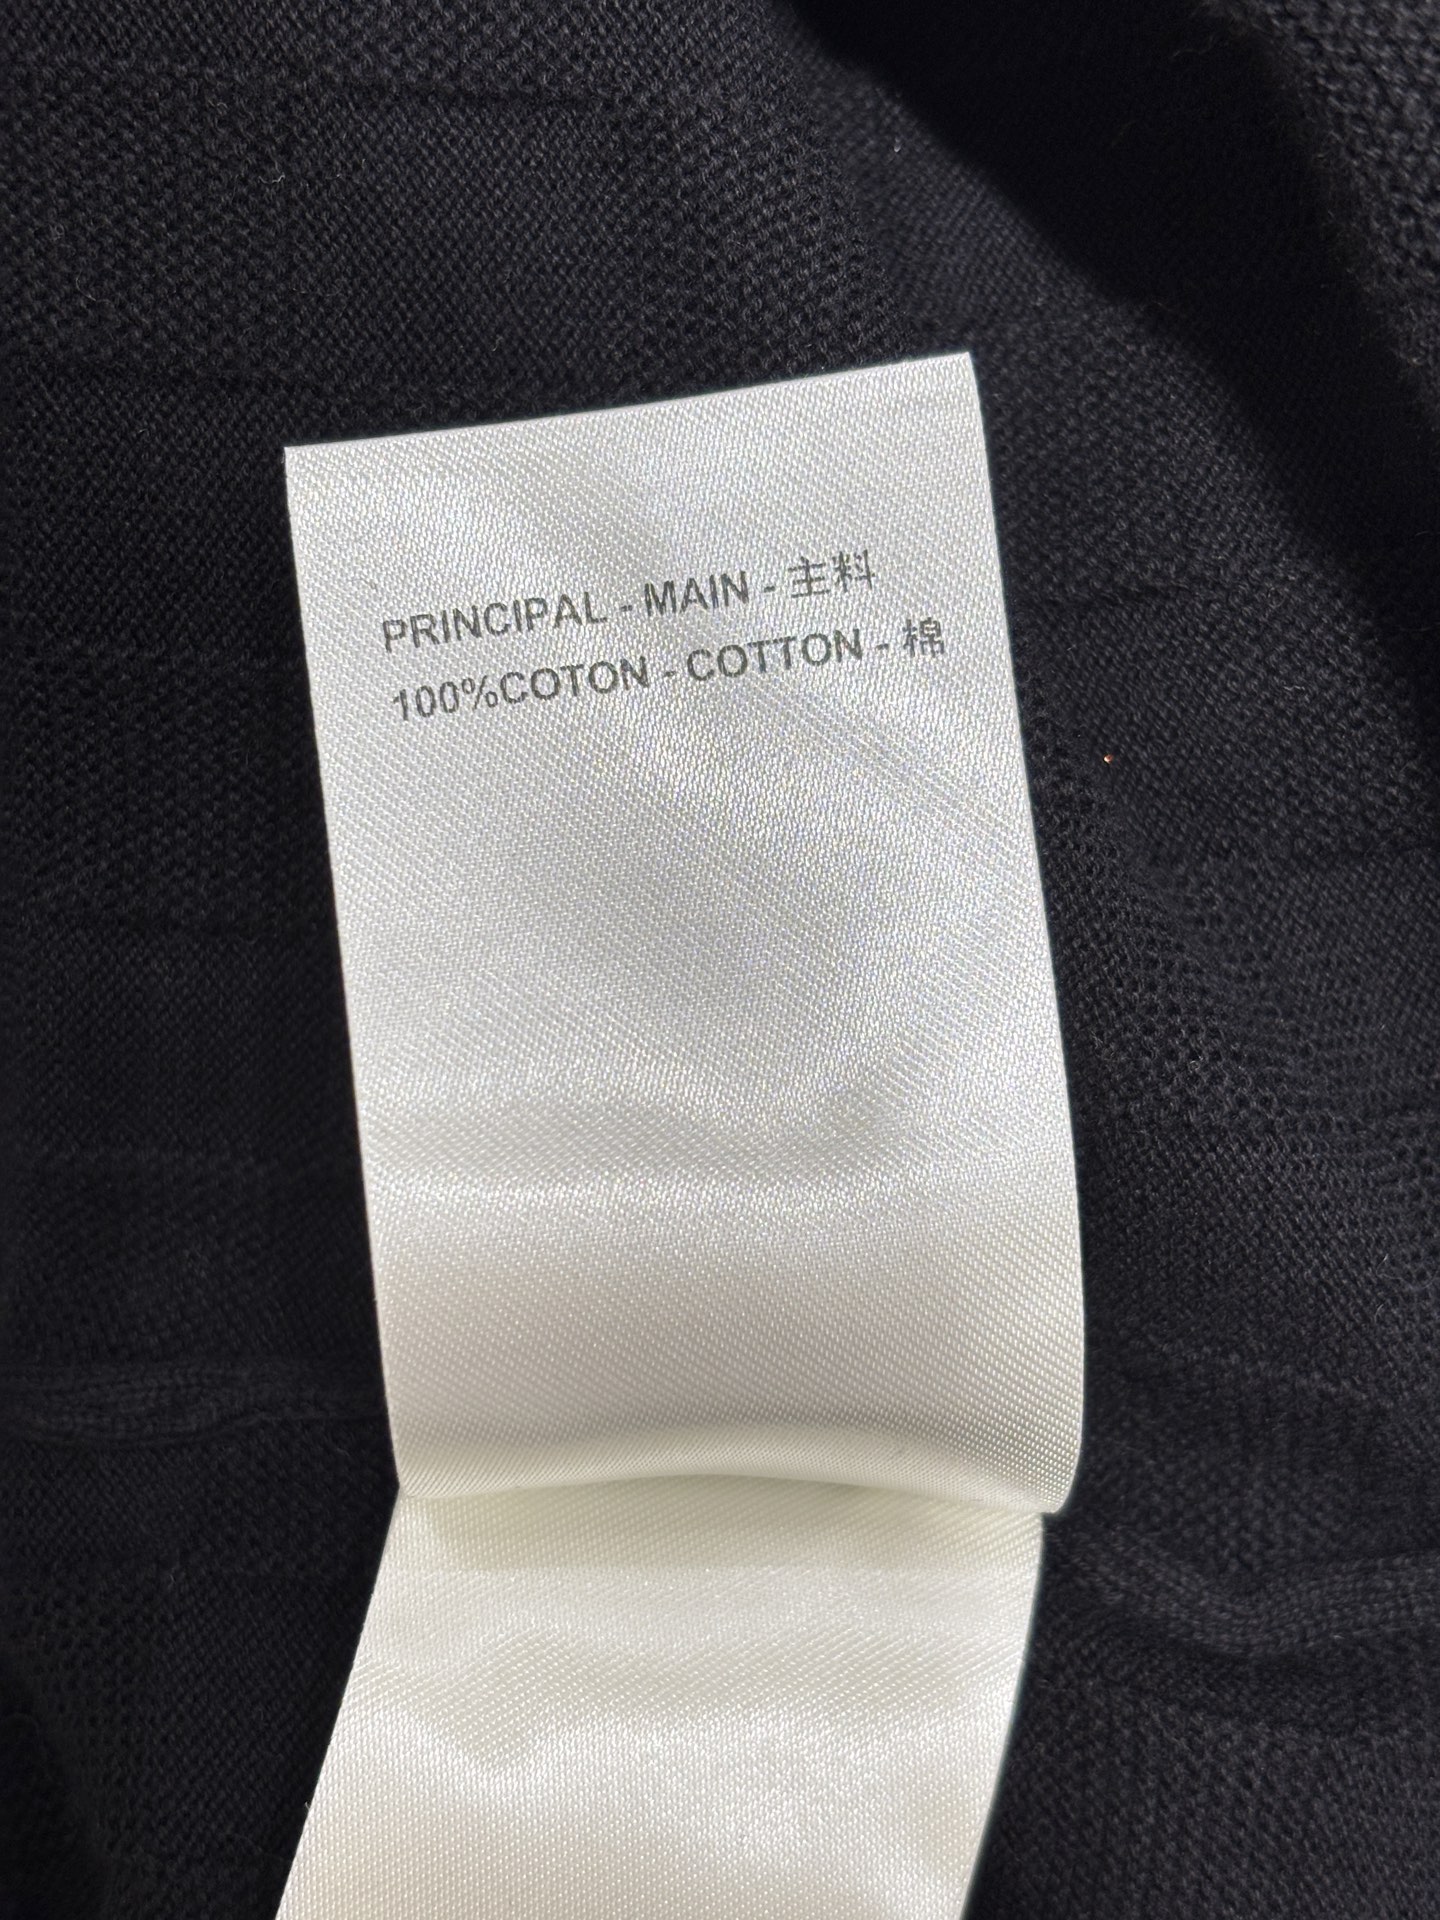 PRINCIPAL - MAIN - 主料
100%COTON - COTTON - 棉